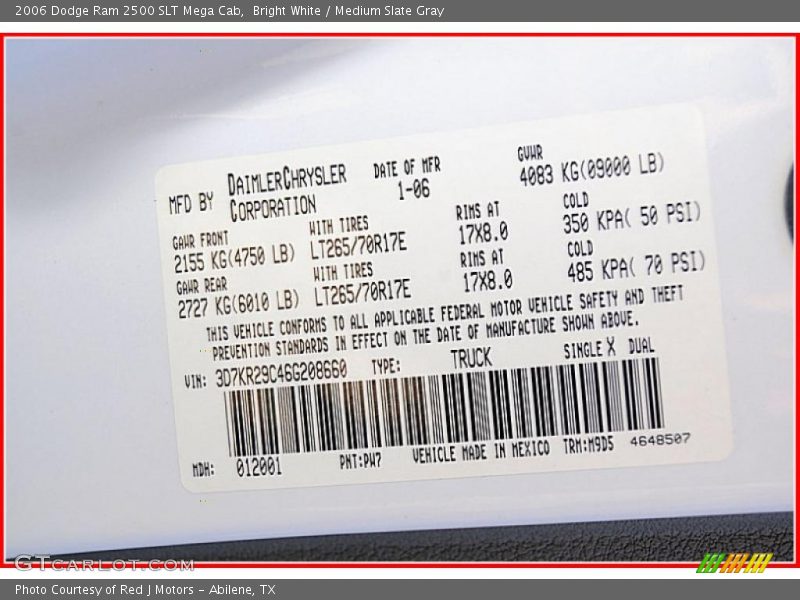 2006 Dodge Ram 2500 SLT Mega Cab, Bright White / Medium Slate Gray
MFD BY DAIMLERCHRYSLER CORPORATION
DATE OF MFR
1-06
GVWR
4083 KG(09000 LB)
GAWR FRONT
2155 KG(4750 LB)
WITH TIRES
LT265/70R17E
RIMS AT
17X8.0
COLD
350 KPA( 50 PSI)
GAWR REAR
2727 KG(6010 LB)
WITH TIRES
LT265/70R17E
RIMS AT
17X8.0
COLD
485 KPA( 70 PSI)
THIS VEHICLE CONFORMS TO ALL APPLICABLE FEDERAL MOTOR VEHICLE SAFETY AND THEFT
PREVENTION STANDARDS IN EFFECT ON THE DATE OF MANUFACTURE SHOWN ABOVE.
VIN: 3D7KR29C46G208660 TYPE: TRUCK SINGLE X DUAL
MDH: 012001 PNT:PW7 VEHICLE MADE IN MEXICO TRM:M9D5 4648507
GTCARLOT.COM
Photo Courtesy of Red J Motors - Abilene, TX